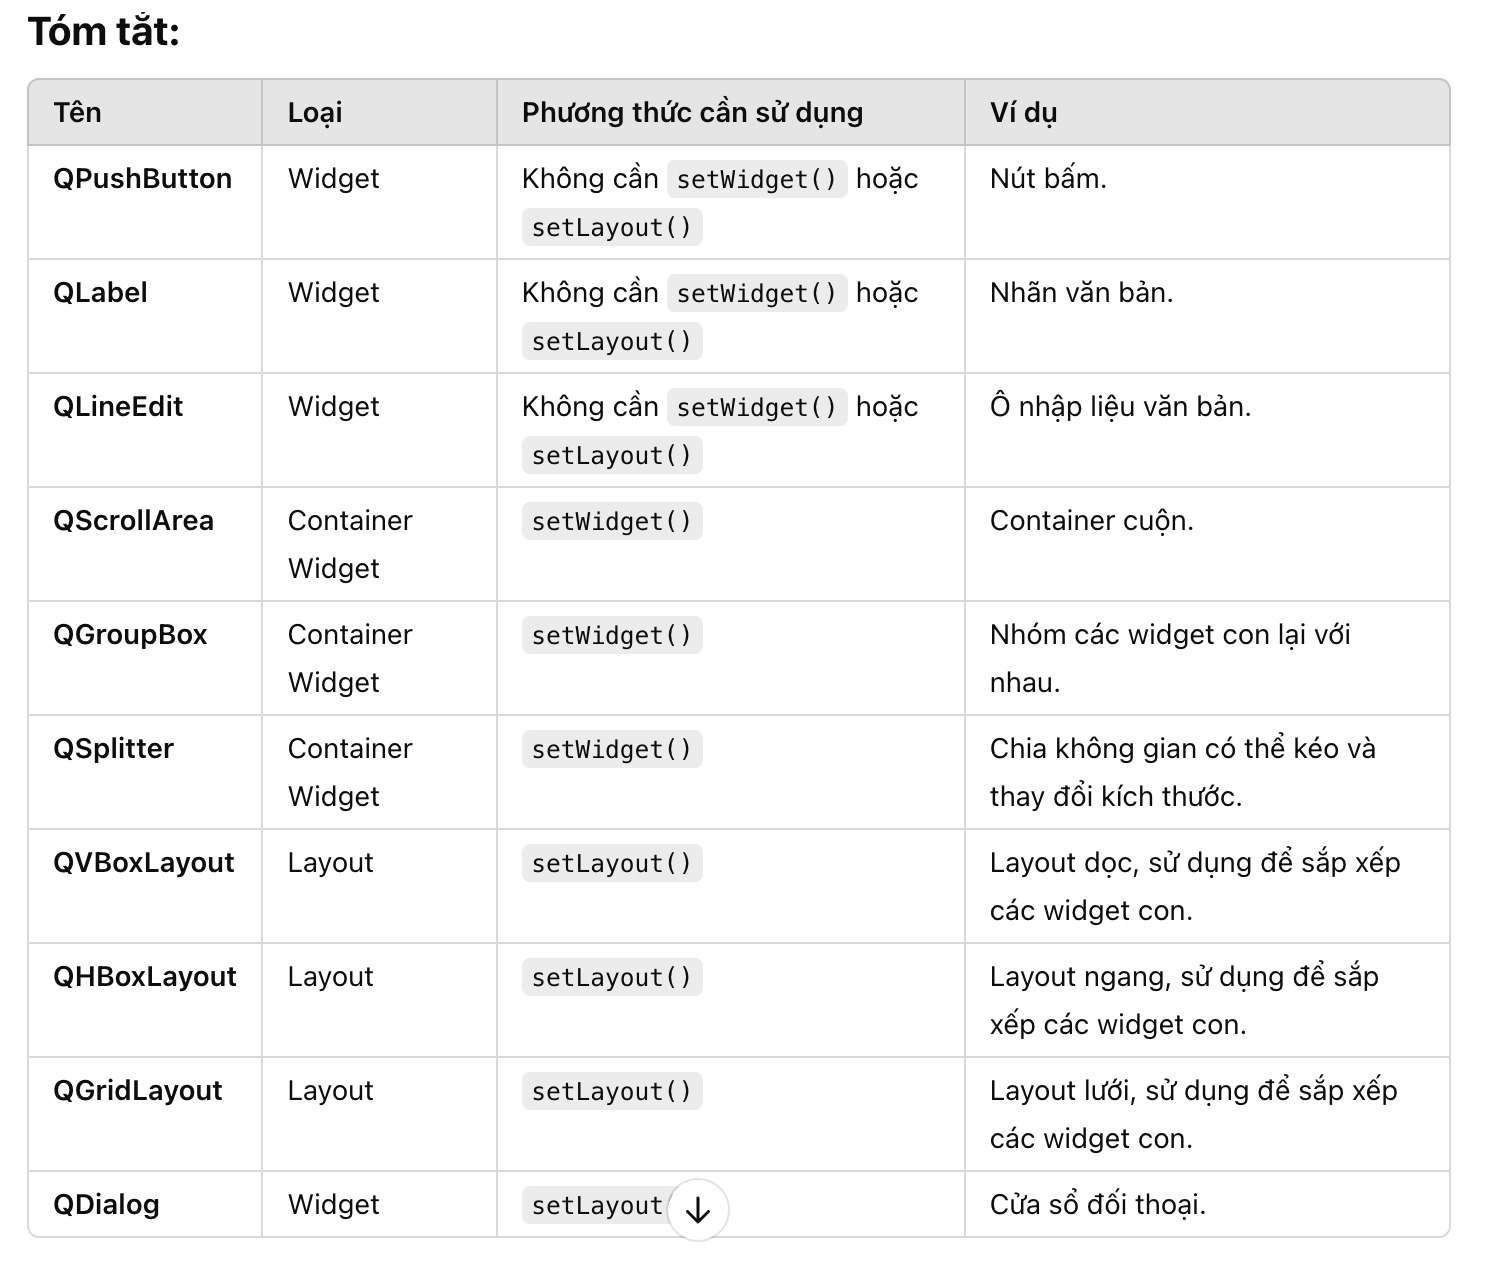 Tóm tắt:
Tên Loại Phương thức cần sử dụng Ví dụ
QPushButton Widget Không cần setWidget() hoặc Nút bấm.
setLayout()
QLabel Widget Không cần setWidget() hoặc Nhãn văn bản.
setLayout()
QLineEdit Widget Không cần setWidget() hoặc Ô nhập liệu văn bản.
setLayout()
QScrollArea Container setWidget() Container cuộn.
Widget
QGroupBox Container setWidget() Nhóm các widget con lại với
Widget nhau.
QSplitter Container setWidget() Chia không gian có thể kéo và
Widget thay đổi kích thước.
QVBoxLayout Layout setLayout() Layout dọc, sử dụng để sắp xếp
các widget con.
QHBoxLayout Layout setLayout() Layout ngang, sử dụng để sắp
xếp các widget con.
QGridLayout Layout setLayout() Layout lưới, sử dụng để sắp xếp
các widget con.
QDialog Widget setLayout Cửa sổ đối thoại.